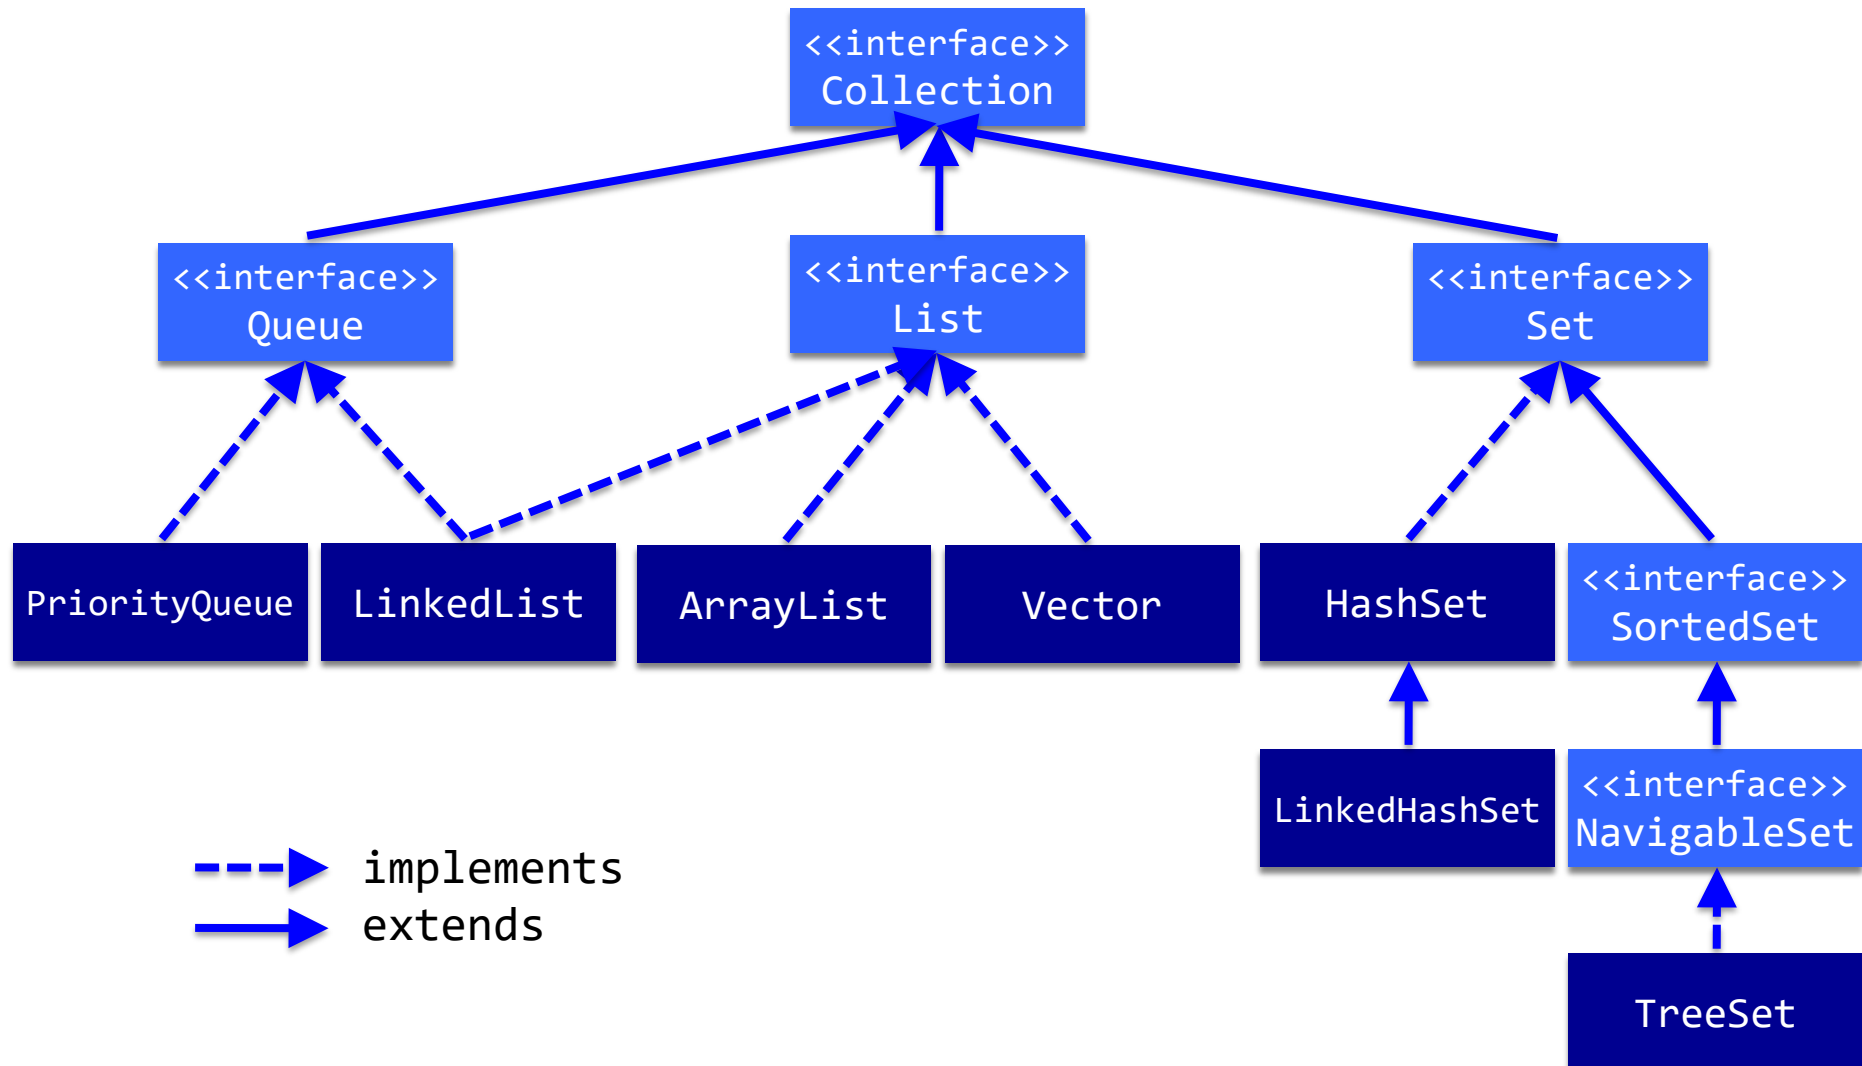 <<interface>>
Collection
<<interface>>
Queue
<<interface>>
List
<<interface>>
Set
PriorityQueue
LinkedList
ArrayList
Vector
HashSet
<<interface>>
SortedSet
LinkedHashSet
<<interface>>
NavigableSet
implements
extends
TreeSet